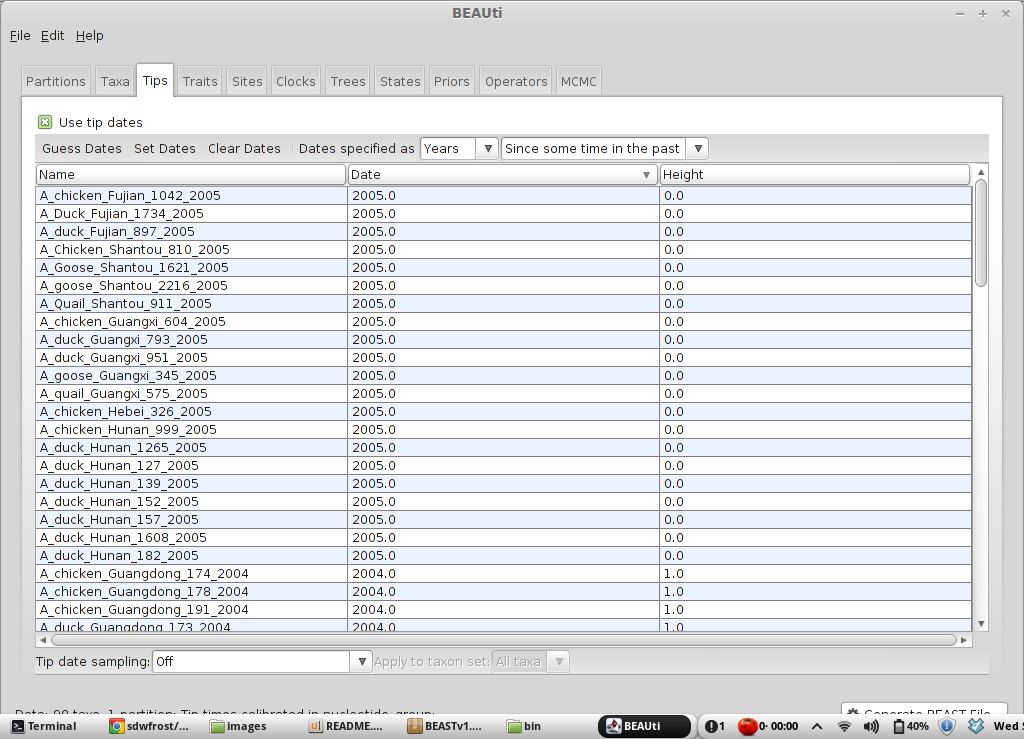 BEAUti
File Edit Help
Partitions Taxa Tips Traits Sites Clocks Trees States Priors Operators MCMC
Use tip dates
Guess Dates Set Dates Clear Dates Dates specified as Years Since some time in the past
Name Date Height
A_chicken_Fujian_1042_2005 2005.0 0.0
A_Duck_Fujian_1734_2005 2005.0 0.0
A_duck_Fujian_897_2005 2005.0 0.0
A_Chicken_Shantou_810_2005 2005.0 0.0
A_Goose_Shantou_1621_2005 2005.0 0.0
A_goose_Shantou_2216_2005 2005.0 0.0
A_Quail_Shantou_911_2005 2005.0 0.0
A_chicken_Guangxi_604_2005 2005.0 0.0
A_duck_Guangxi_793_2005 2005.0 0.0
A_duck_Guangxi_951_2005 2005.0 0.0
A_goose_Guangxi_345_2005 2005.0 0.0
A_quail_Guangxi_575_2005 2005.0 0.0
A_chicken_Hebei_326_2005 2005.0 0.0
A_chicken_Hunan_999_2005 2005.0 0.0
A_duck_Hunan_1265_2005 2005.0 0.0
A_duck_Hunan_127_2005 2005.0 0.0
A_duck_Hunan_139_2005 2005.0 0.0
A_duck_Hunan_152_2005 2005.0 0.0
A_duck_Hunan_157_2005 2005.0 0.0
A_duck_Hunan_1608_2005 2005.0 0.0
A_duck_Hunan_182_2005 2005.0 0.0
A_chicken_Guangdong_174_2004 2004.0 1.0
A_chicken_Guangdong_178_2004 2004.0 1.0
A_chicken_Guangdong_191_2004 2004.0 1.0
A_duck_Guangdong_173_2004 2004.0 1.0
Tip date sampling: Off Apply to taxon set: All taxa
Data: 98 taxa, 1 partition; Tip times calibrated in nucleotide_group; Generate BEAST File...
Terminal sdwfrost/... images README.... BEASTv1.... bin BEAUti 1 0· 00:00 40% Wed S